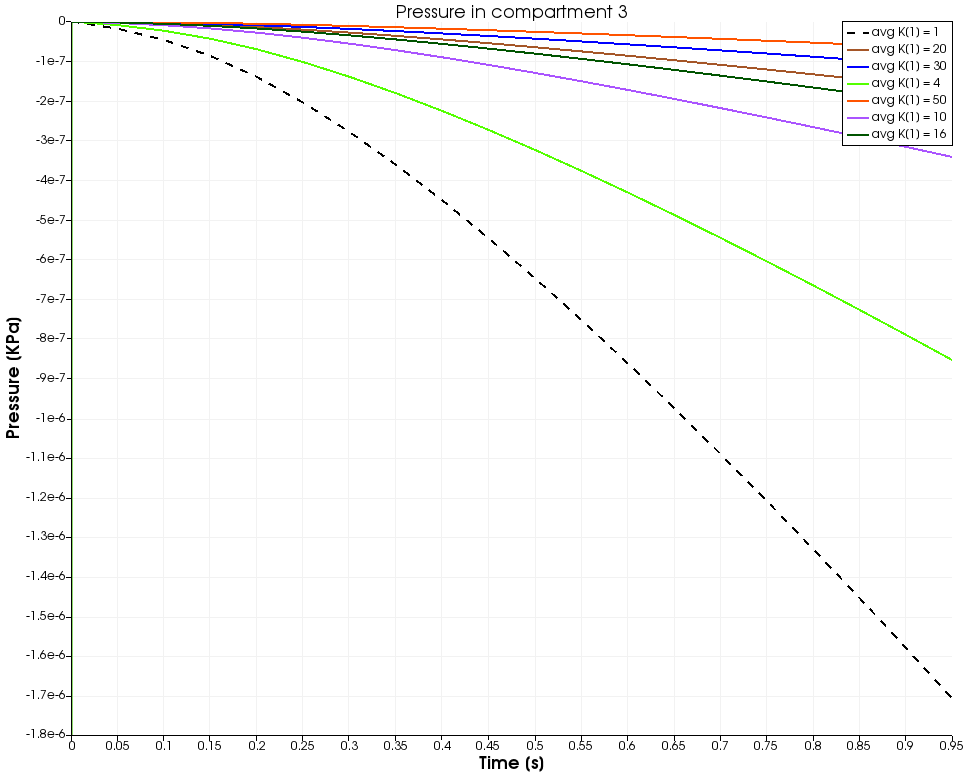 Pressure in compartment 3
avg K(1) = 1
avg K(1) = 20
avg K(1) = 30
avg K(1) = 4
avg K(1) = 50
avg K(1) = 10
avg K(1) = 16
Pressure (KPa)
0
-1e-7
-2e-7
-3e-7
-4e-7
-5e-7
-6e-7
-7e-7
-8e-7
-9e-7
-1e-6
-1.1e-6
-1.2e-6
-1.3e-6
-1.4e-6
-1.5e-6
-1.6e-6
-1.7e-6
-1.8e-6
0 0.05 0.1 0.15 0.2 0.25 0.3 0.35 0.4 0.45 0.5 0.55 0.6 0.65 0.7 0.75 0.8 0.85 0.9 0.95
Time (s)